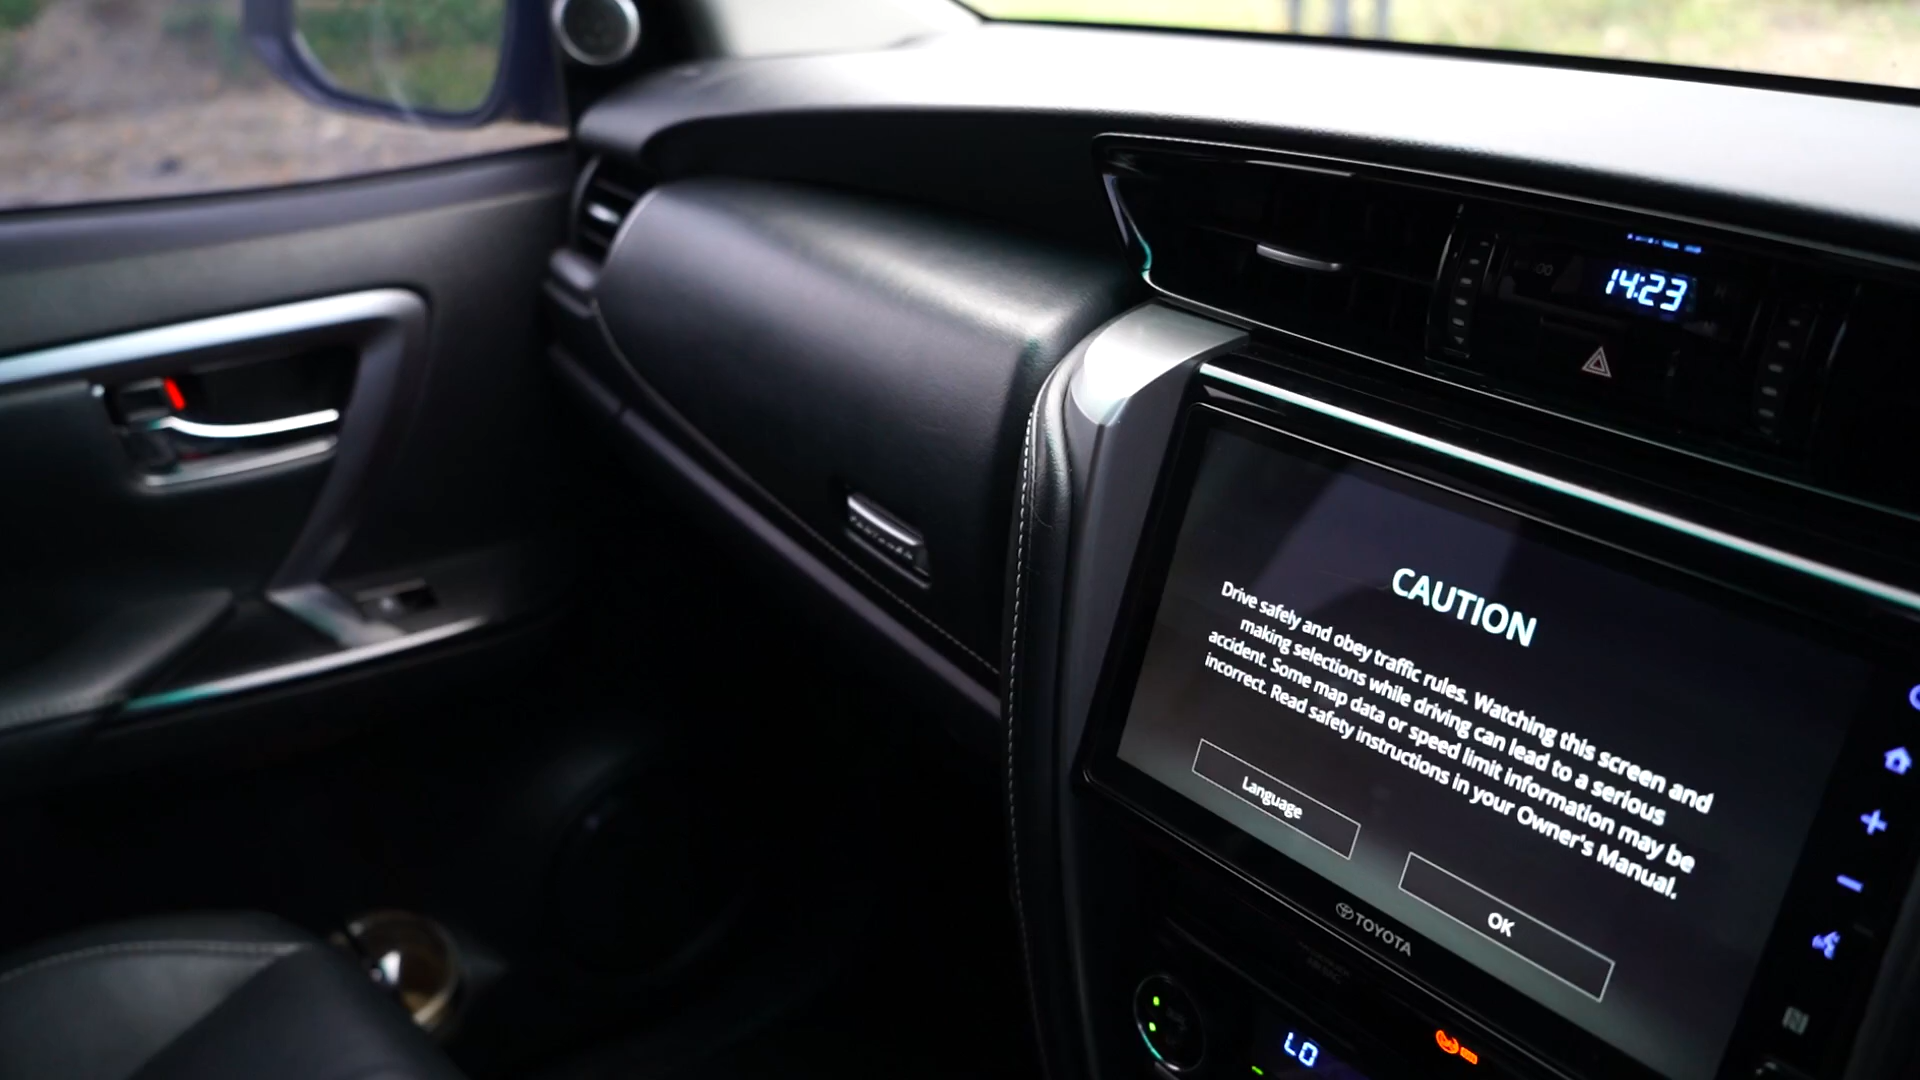 14:23
CAUTION
Drive safely and obey traffic rules. Watching this screen and
making selections while driving can lead to a serious
accident. Some map data or speed limit information may be
incorrect. Read safety instructions in your Owner's Manual.
Language
OK
TOYOTA
LO